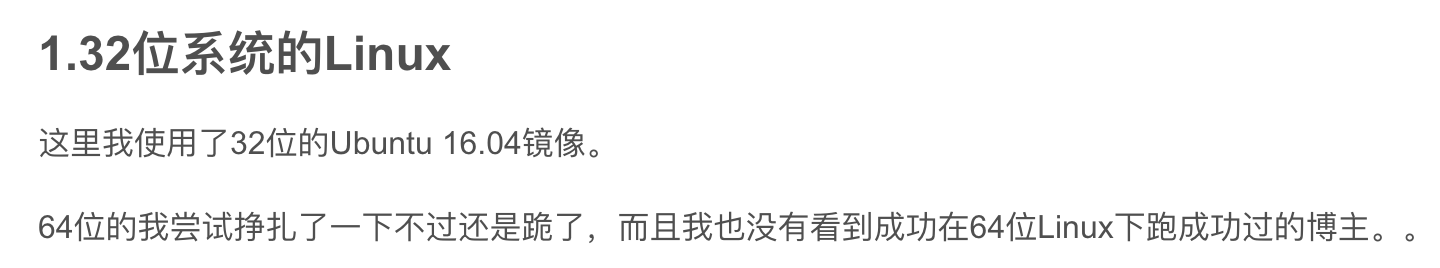 1.32位系统的Linux
这里我使用了32位的Ubuntu 16.04镜像。
64位的我尝试挣扎了一下不过还是跪了，而且我也没有看到成功在64位Linux下跑成功过的博主。。